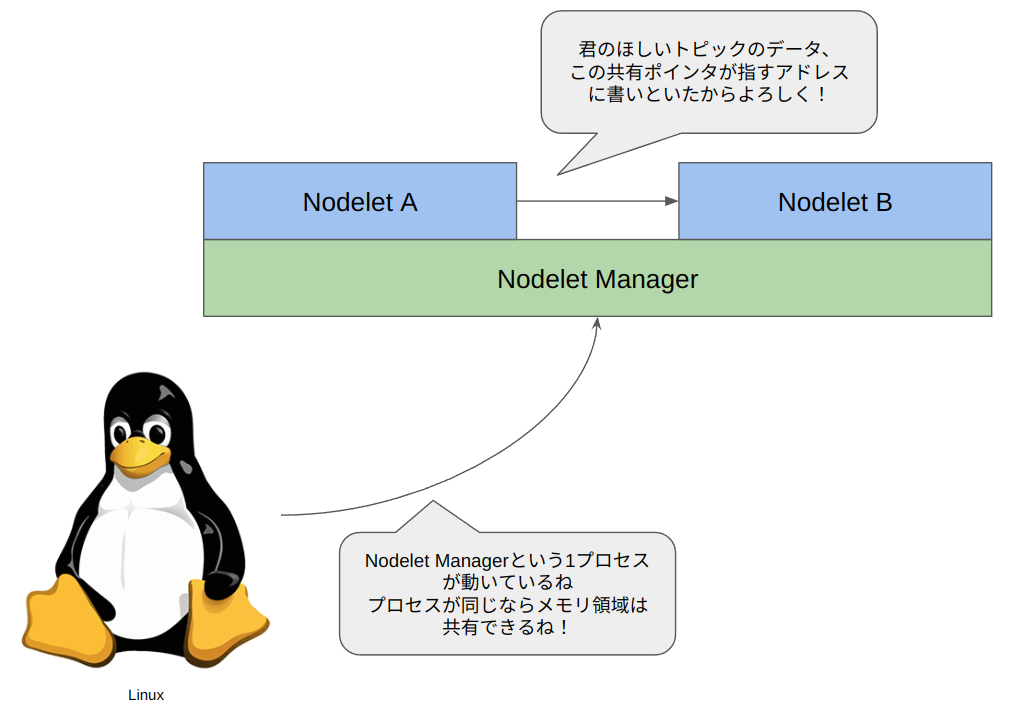 君のほしいトピックのデータ、
この共有ポインタが指すアドレス
に書いといたからよろしく！
Nodelet A
Nodelet B
Nodelet Manager
Nodelet Managerという1プロセス
が動いているね
プロセスが同じならメモリ領域は
共有できるね！
Linux